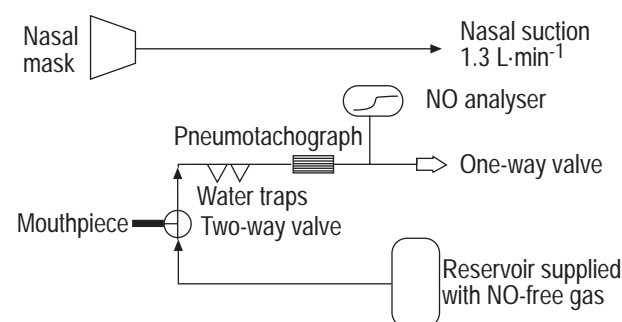 Nasal
mask
Nasal suction
1.3 L·min-1
NO analyser
Pneumotachograph
One-way valve
Water traps
Mouthpiece
Two-way valve
Reservoir supplied
with NO-free gas